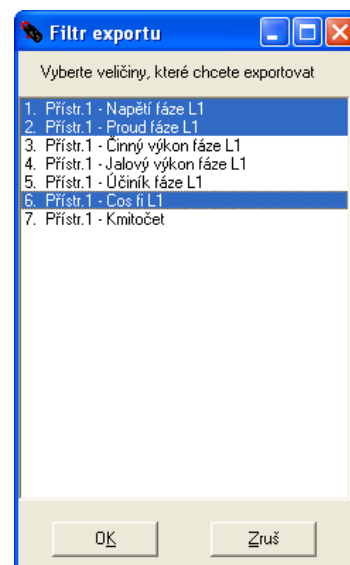 Filtr exportu
Vyberte veličiny, které chcete exportovat
1. Přístr.1 - Napětí fáze L1
2. Přístr.1 - Proud fáze L1
3. Přístr.1 - Činný výkon fáze L1
4. Přístr.1 - Jalový výkon fáze L1
5. Přístr.1 - Účiník fáze L1
6. Přístr.1 - Cos fi L1
7. Přístr.1 - Kmitočet
OK Zruš